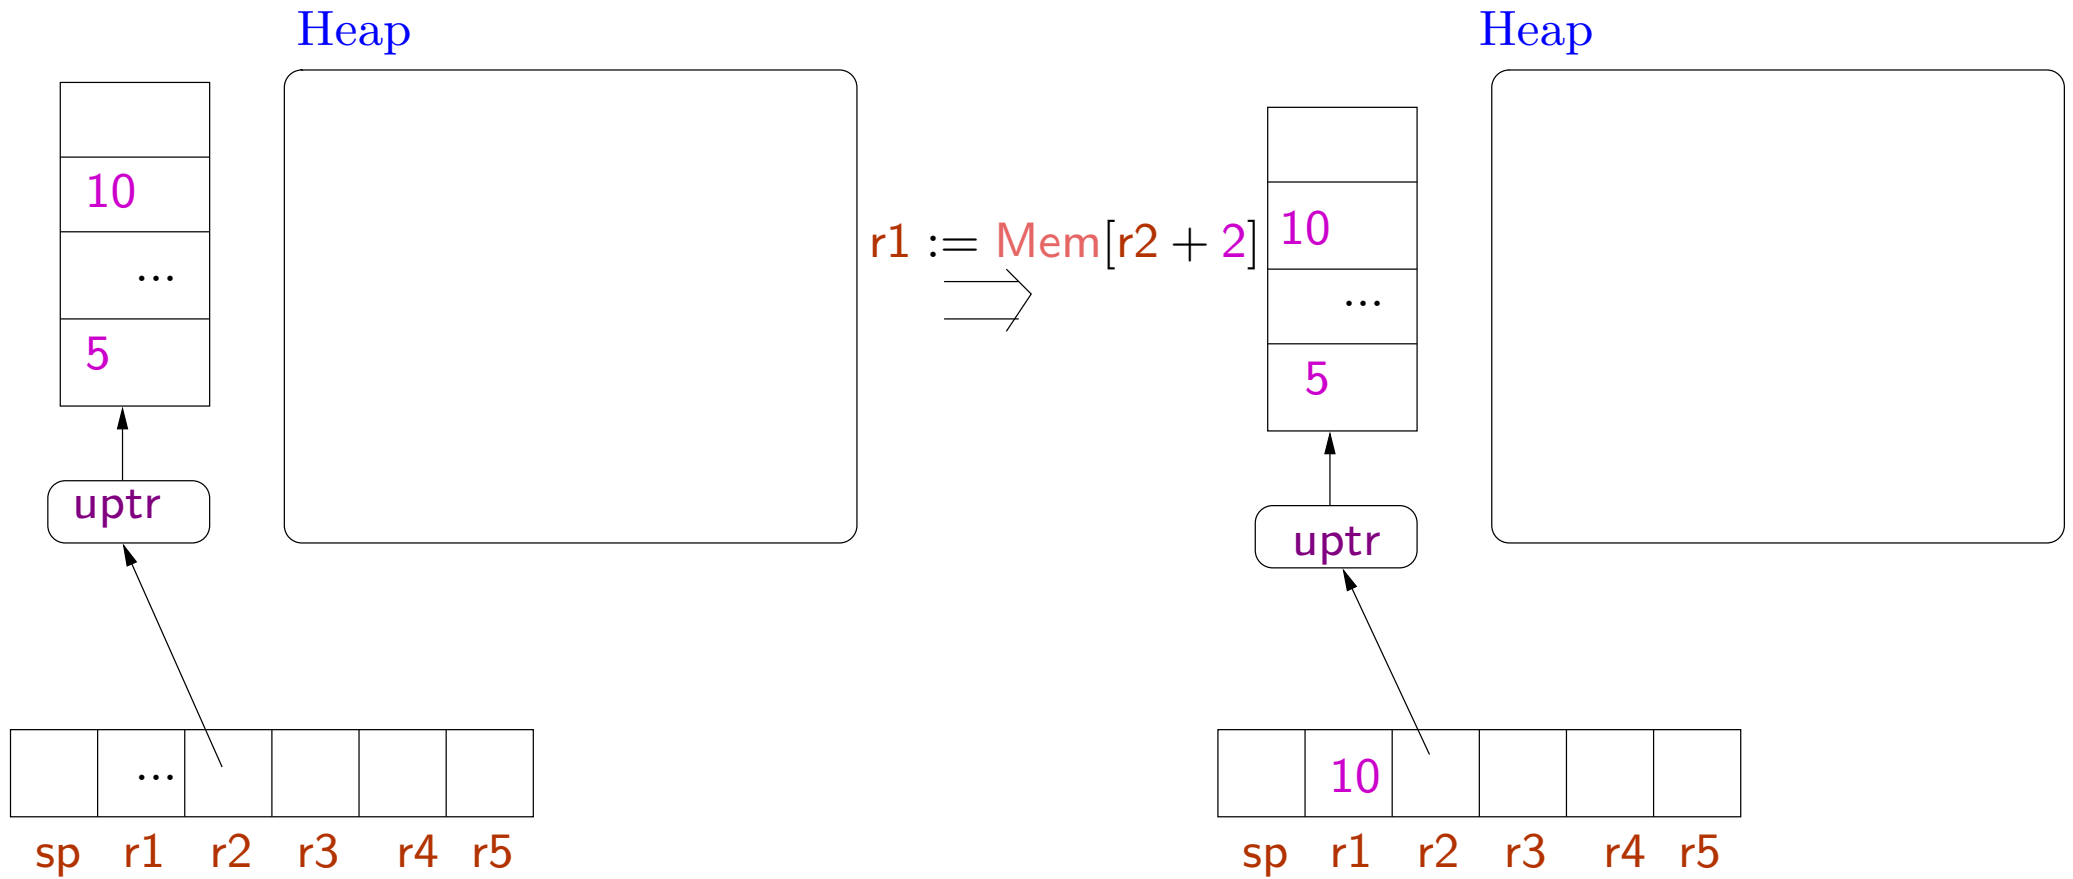 Heap
10
...
5
uptr
...
sp r1 r2 r3 r4 r5
r1 := Mem[r2 + 2]
Heap
10
...
5
uptr
10
sp r1 r2 r3 r4 r5